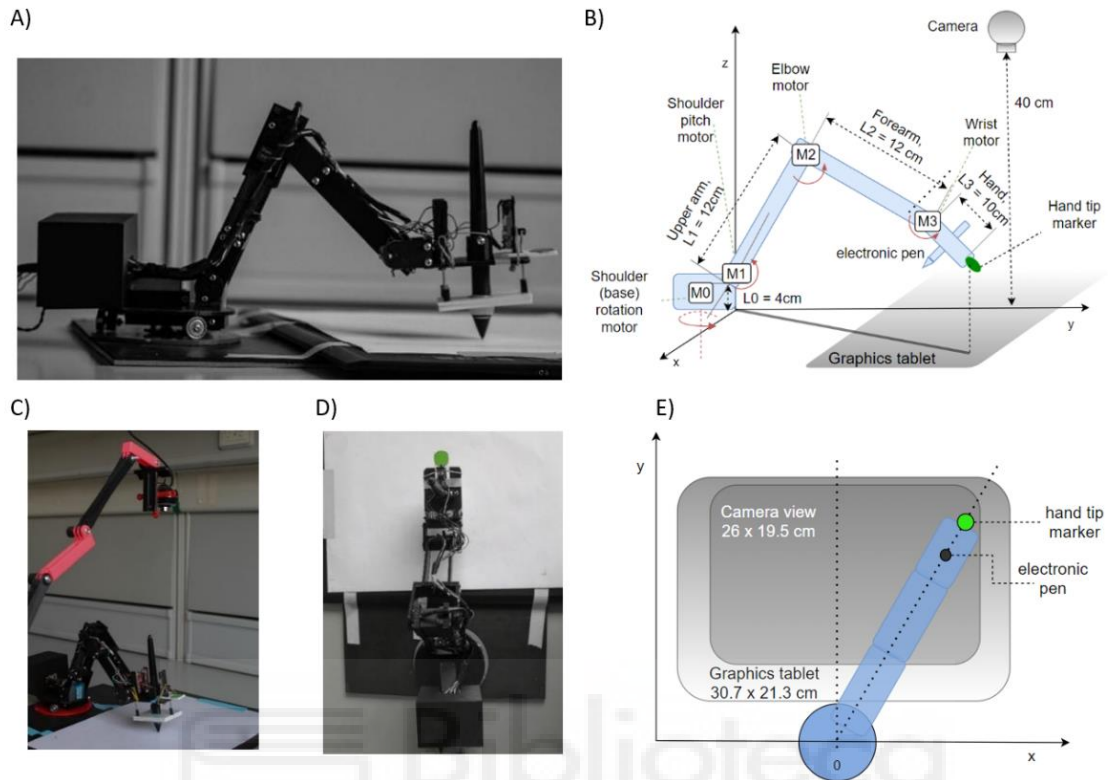 A)
B)
Camera
z
Elbow
motor
Shoulder
pitch
motor
40 cm
Forearm,
L2 = 12 cm
Wrist
motor
M2
Upper arm,
L1 = 12cm
Hand,
L3 = 10cm
M3
Hand tip
marker
electronic pen
M1
Shoulder
(base)
rotation
motor
M0
L0 = 4cm
y
x
Graphics tablet
C)
D)
E)
y
Camera view
26 x 19.5 cm
hand tip
marker
electronic
pen
Graphics tablet
30.7 x 21.3 cm
0
x
Biblioteca